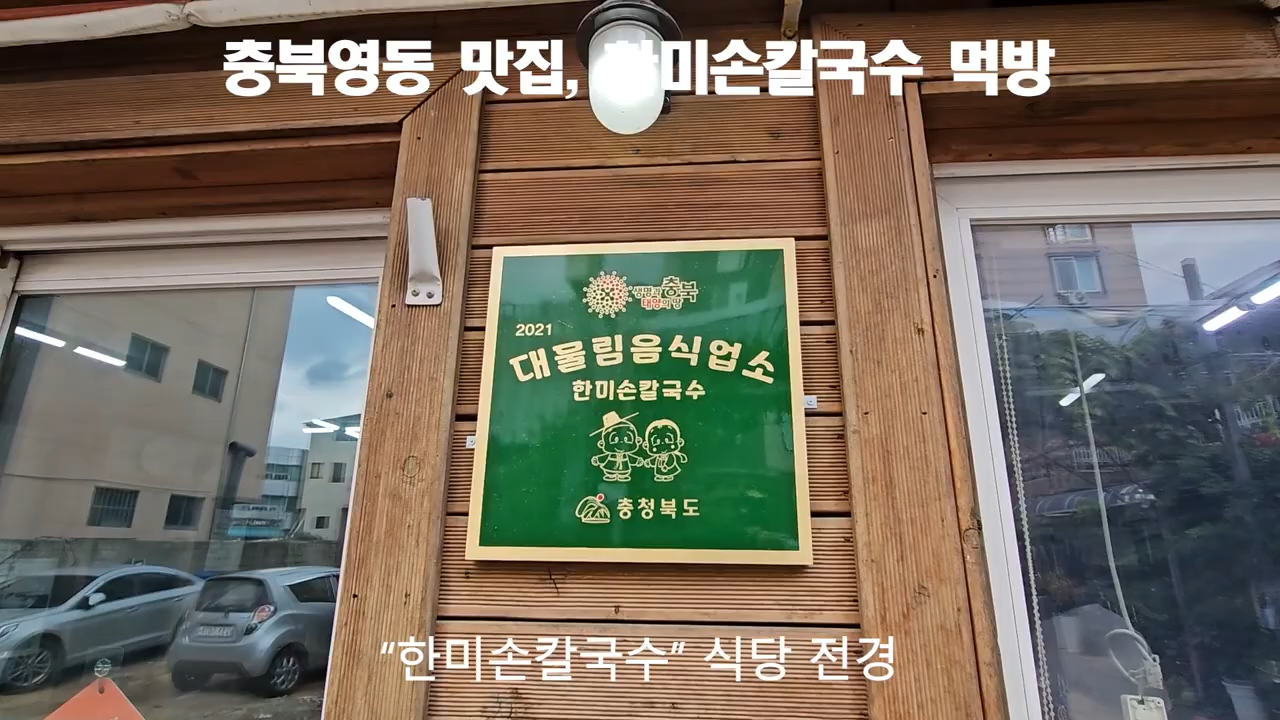 충북영동 맛집, 한미손칼국수 먹방
생명과 충북
태양의 땅
2021
대물림음식업소
한미손칼국수
충청북도
“한미손칼국수” 식당 전경